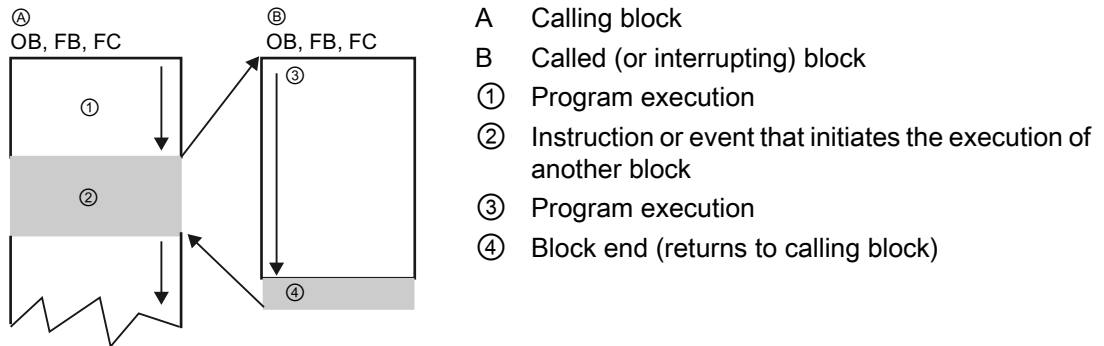 Ⓐ
OB, FB, FC
①
②
Ⓑ
OB, FB, FC
③
④
A Calling block
B Called (or interrupting) block
① Program execution
② Instruction or event that initiates the execution of
another block
③ Program execution
④ Block end (returns to calling block)